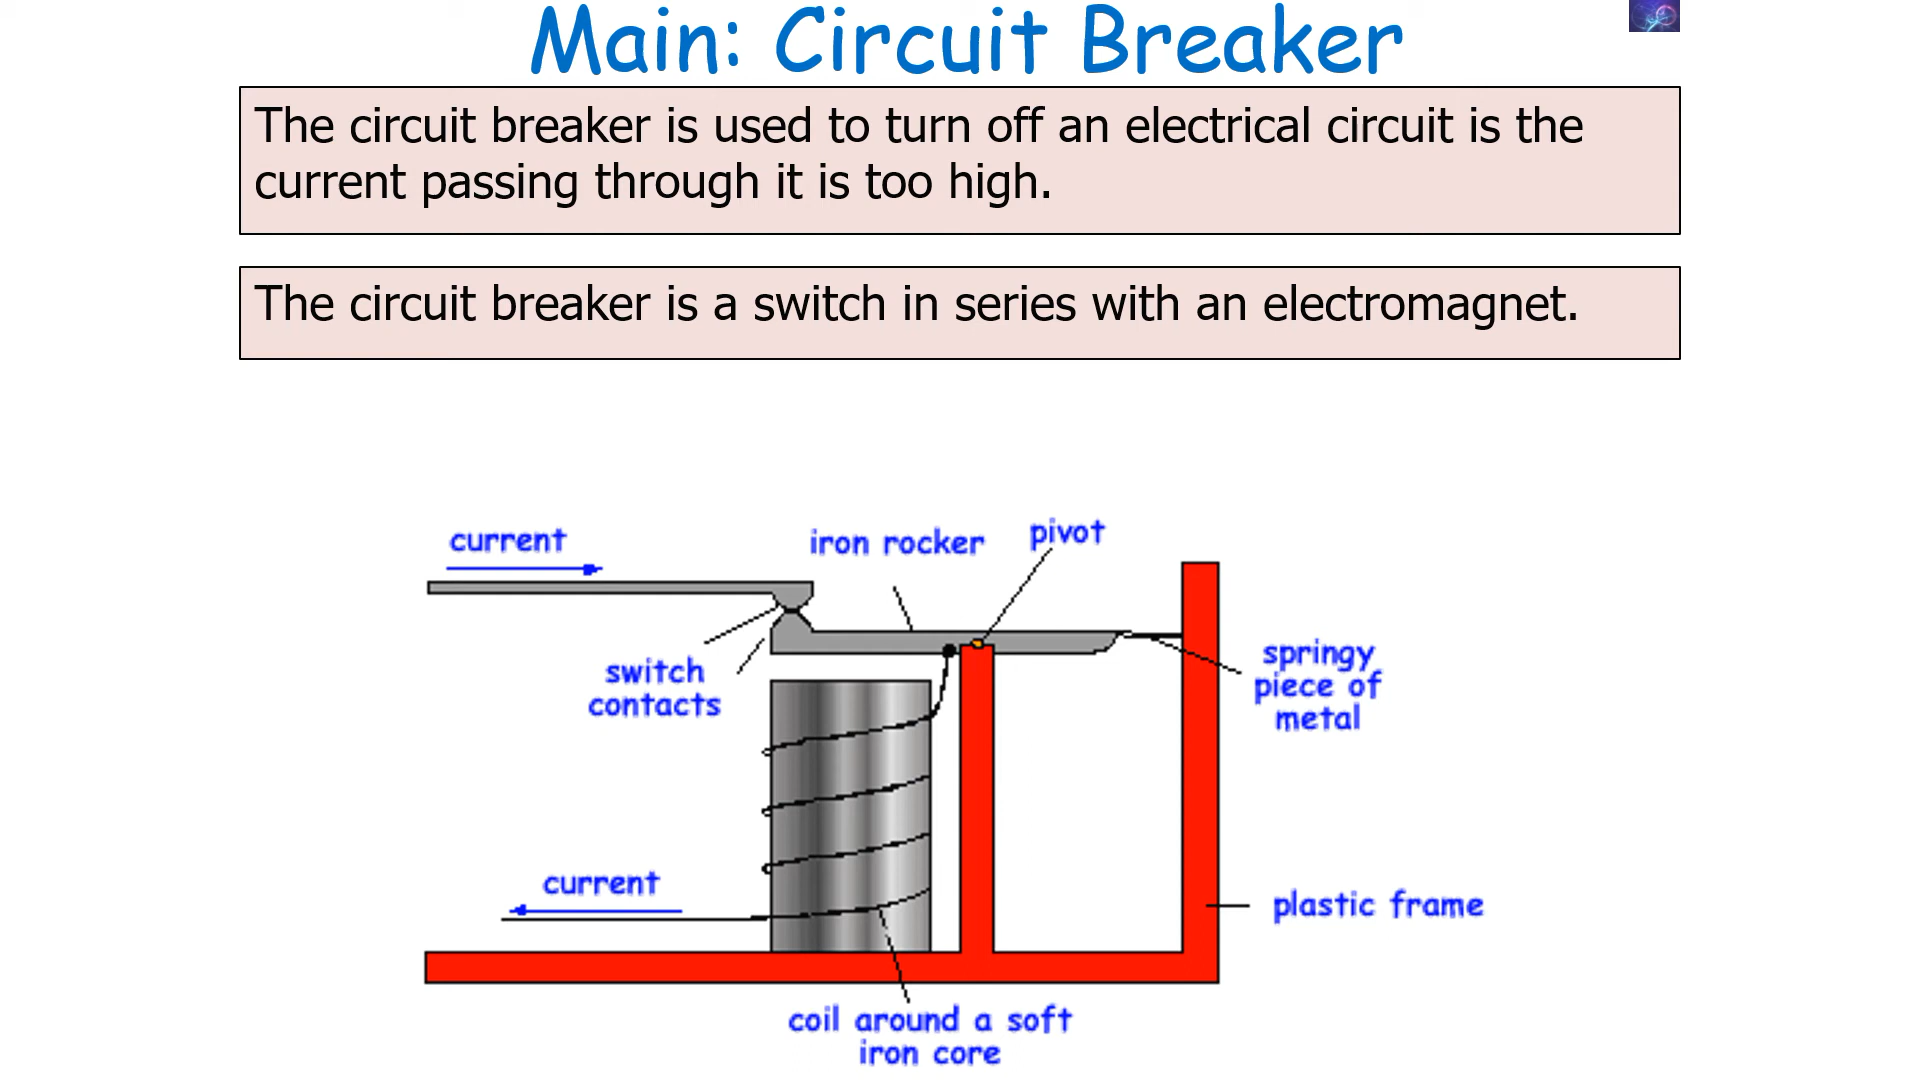 Main: Circuit Breaker
The circuit breaker is used to turn off an electrical circuit is the
current passing through it is too high.
The circuit breaker is a switch in series with an electromagnet.
current
iron rocker
pivot
switch
contacts
springy
piece of
metal
current
plastic frame
coil around a soft
iron core